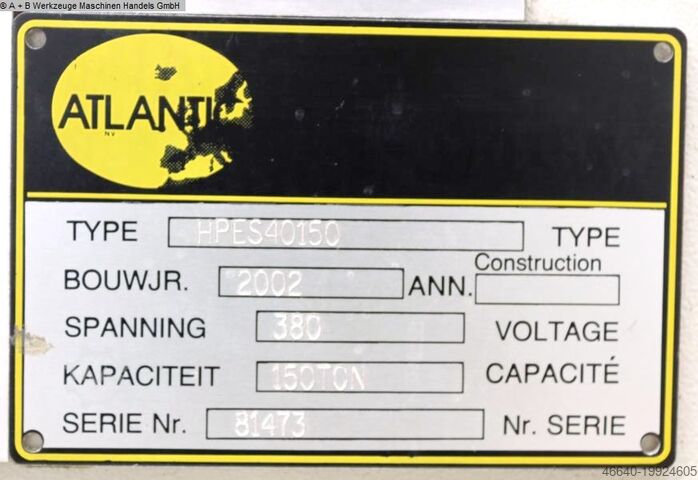 ® A + B Werkzeuge Maschinen Handels GmbH
ATLANTIC
NV
TYPE HPES40150 TYPE
BOUWJR. 2002 ANN. Construction
SPANNING 380 VOLTAGE
KAPACITEIT 150TON CAPACITÉ
SERIE Nr. 81473 Nr. SERIE
46640-19924605